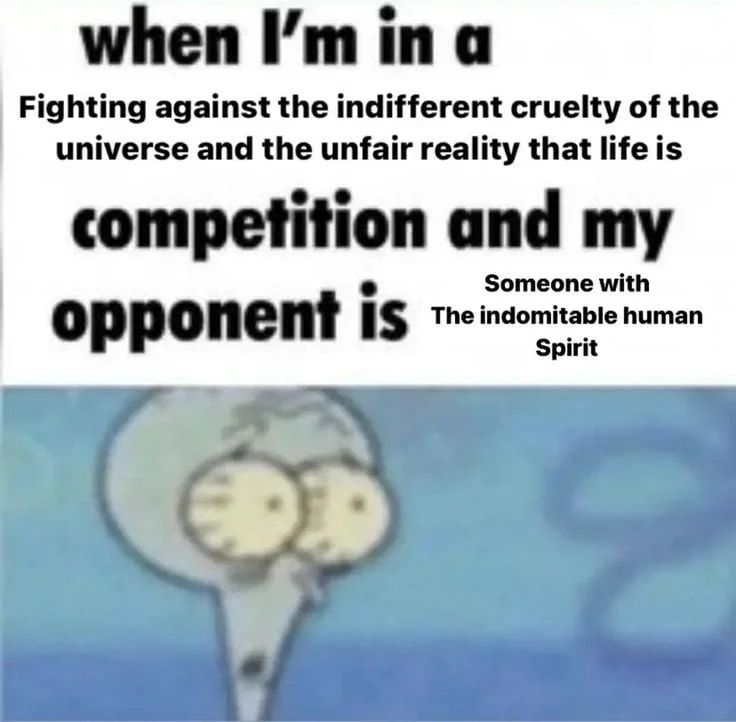 when I'm in a
Fighting against the indifferent cruelty of the
universe and the unfair reality that life is
competition and my
opponent is
Someone with
The indomitable human
Spirit